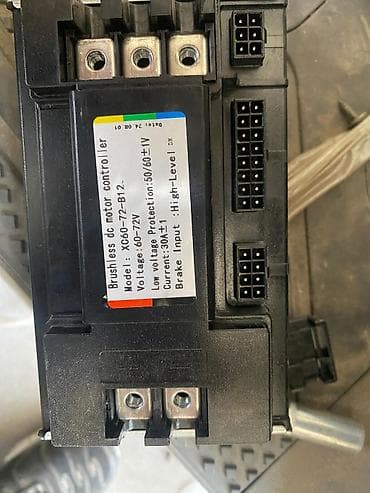 Date: 24.08.01
Brushless dc motor controller
Model: XC60-72-B12.
Voltage:60-72V
Low voltage Protection:50/60±1V
Current:30A±1
Brake Input :High-Level